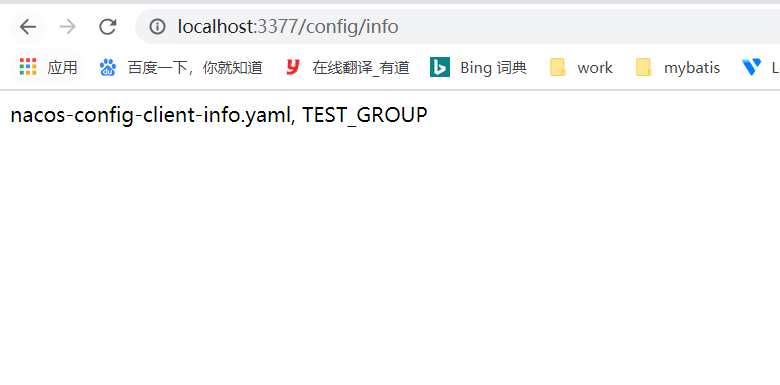 localhost:3377/config/info
应用 百度一下，你就知道 在线翻译_有道 Bing 词典 work mybatis
nacos-config-client-info.yaml, TEST_GROUP